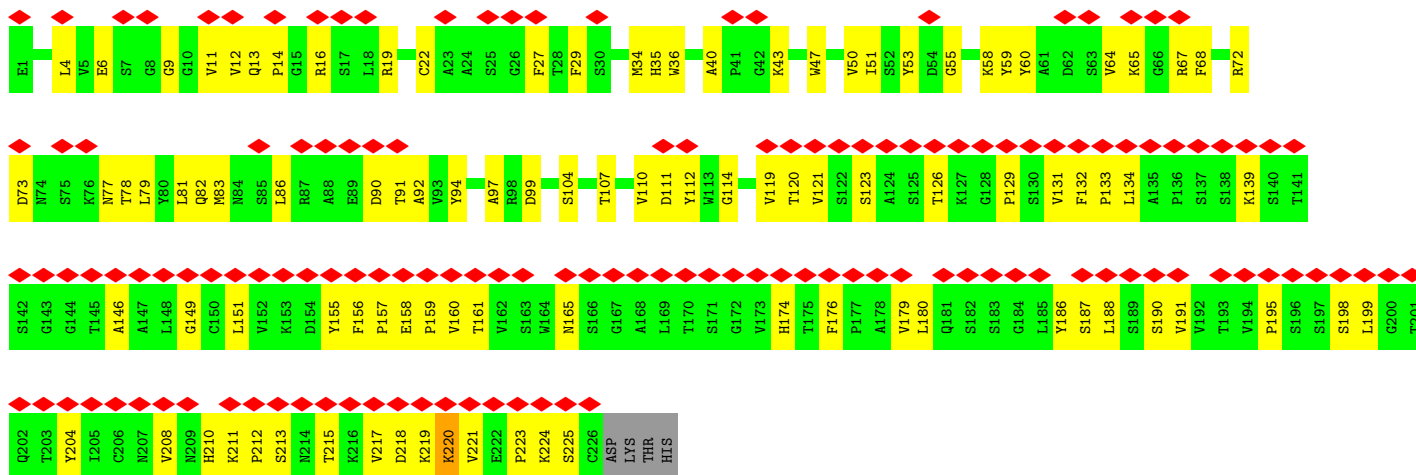 E1 L4 V5 E6 S7 G8 G9 G10 V11 V12 Q13 P14 G15 R16 S17 L18 R19 C22 A23 A24 S25 G26 F27 T28 F29 S30 M34 H35 W36 A40 P41 G42 K43 W47 V50 I51 S52 Y53 D54 G55 K58 Y59 Y60 A61 D62 S63 V64 K65 G66 R67 F68 R72
D73 N74 S75 K76 N77 T78 L79 Y80 L81 Q82 M83 N84 S85 L86 R87 A88 E89 D90 T91 A92 V93 Y94 A97 R98 D99 S104 T107 V110 D111 Y112 W113 G114 V119 T120 V121 S122 S123 A124 S125 T126 K127 G128 P129 S130 V131 F132 P133 L134 A135 P136 S137 S138 K139 S140 T141
S142 G143 G144 T145 A146 A147 L148 G149 C150 L151 V152 K153 D154 Y155 F156 P157 E158 P159 V160 T161 V162 S163 W164 N165 S166 G167 A168 L169 T170 S171 G172 V173 H174 T175 F176 P177 A178 V179 L180 Q181 S182 S183 G184 L185 Y186 S187 L188 S189 S190 V191 V192 T193 V194 P195 S196 S197 S198 L199 G200 T201
Q202 T203 Y204 I205 C206 N207 V208 N209 H210 K211 P212 S213 N214 T215 K216 V217 D218 K219 K220 V221 E222 P223 K224 S225 C226 ASP LYS THR HIS